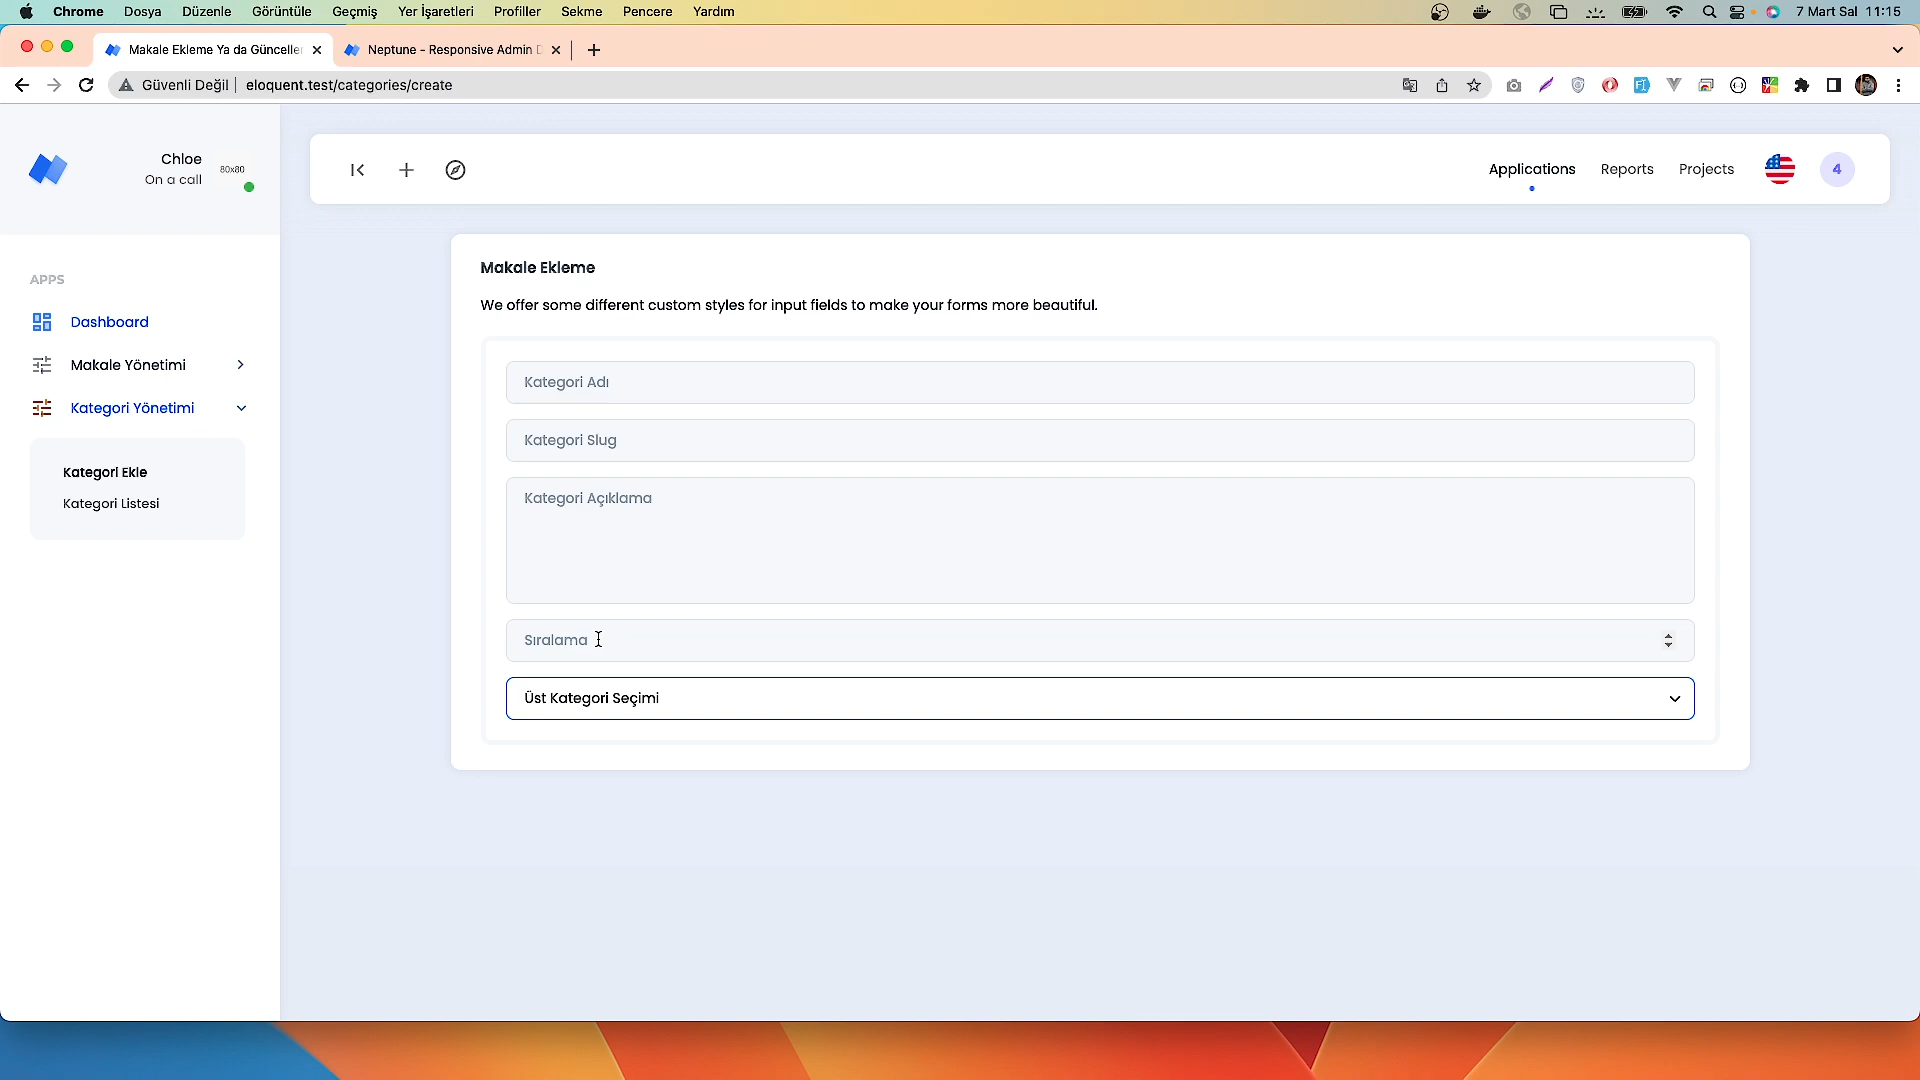 Chrome Dosya Düzenle Görüntüle Geçmiş Yer İşaretleri Profiller Sekme Pencere Yardım 7 Mart Sal 11:15
Makale Ekleme Ya da Güncelle Neptune - Responsive Admin
Güvenli Değil eloquent.test/categories/create
Chloe
On a call
80x80
Applications Reports Projects 4
APPS
Dashboard
Makale Yönetimi
Kategori Yönetimi
Kategori Ekle
Kategori Listesi
Makale Ekleme
We offer some different custom styles for input fields to make your forms more beautiful.
Kategori Adı
Kategori Slug
Kategori Açıklama
Sıralama
Üst Kategori Seçimi